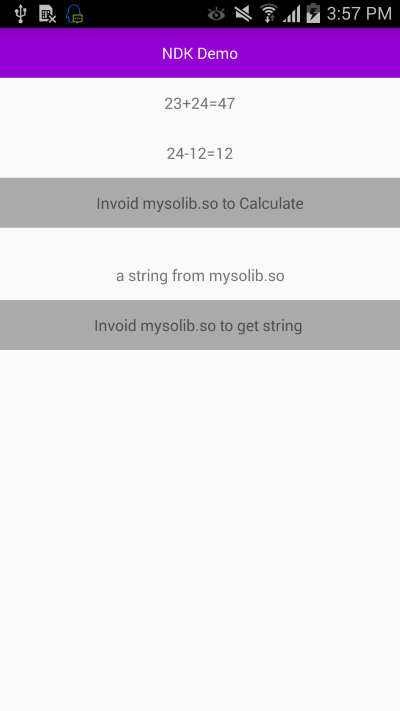 3:57 PM
NDK Demo
23+24=47
24-12=12
Invoid mysolib.so to Calculate
a string from mysolib.so
Invoid mysolib.so to get string